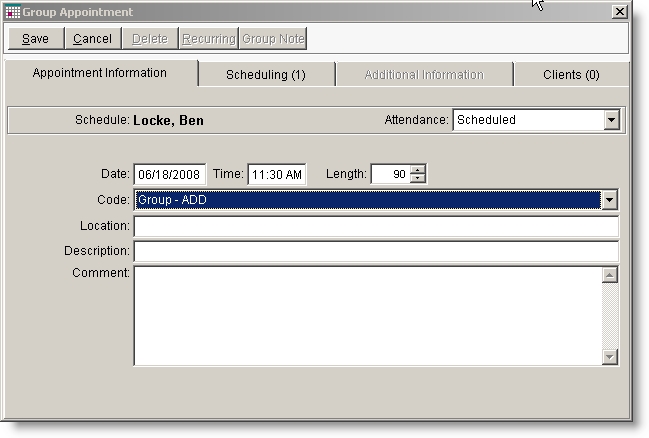 Group Appointment
Save Cancel Delete Recurring Group Note
Appointment Information Scheduling (1) Additional Information Clients (0)
Schedule: Locke, Ben Attendance: Scheduled
Date: 06/18/2008 Time: 11:30 AM Length: 90
Code: Group - ADD
Location:
Description:
Comment: